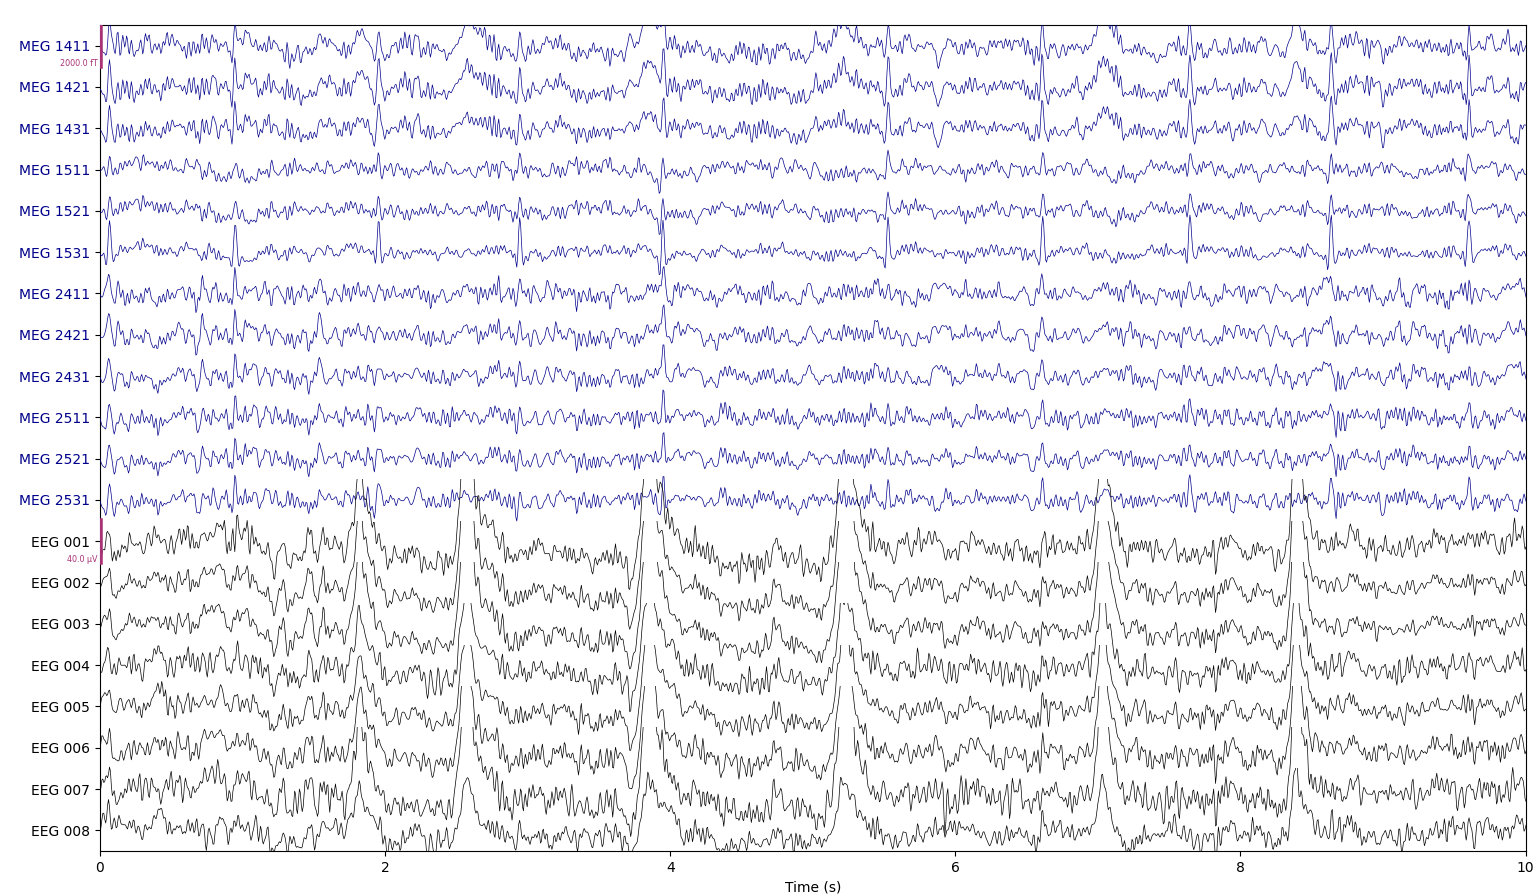 MEG 1411
2000.0 fT
MEG 1421
MEG 1431
MEG 1511
MEG 1521
MEG 1531
MEG 2411
MEG 2421
MEG 2431
MEG 2511
MEG 2521
MEG 2531
EEG 001
40.0 µV
EEG 002
EEG 003
EEG 004
EEG 005
EEG 006
EEG 007
EEG 008
0 2 4 6 8 10
Time (s)